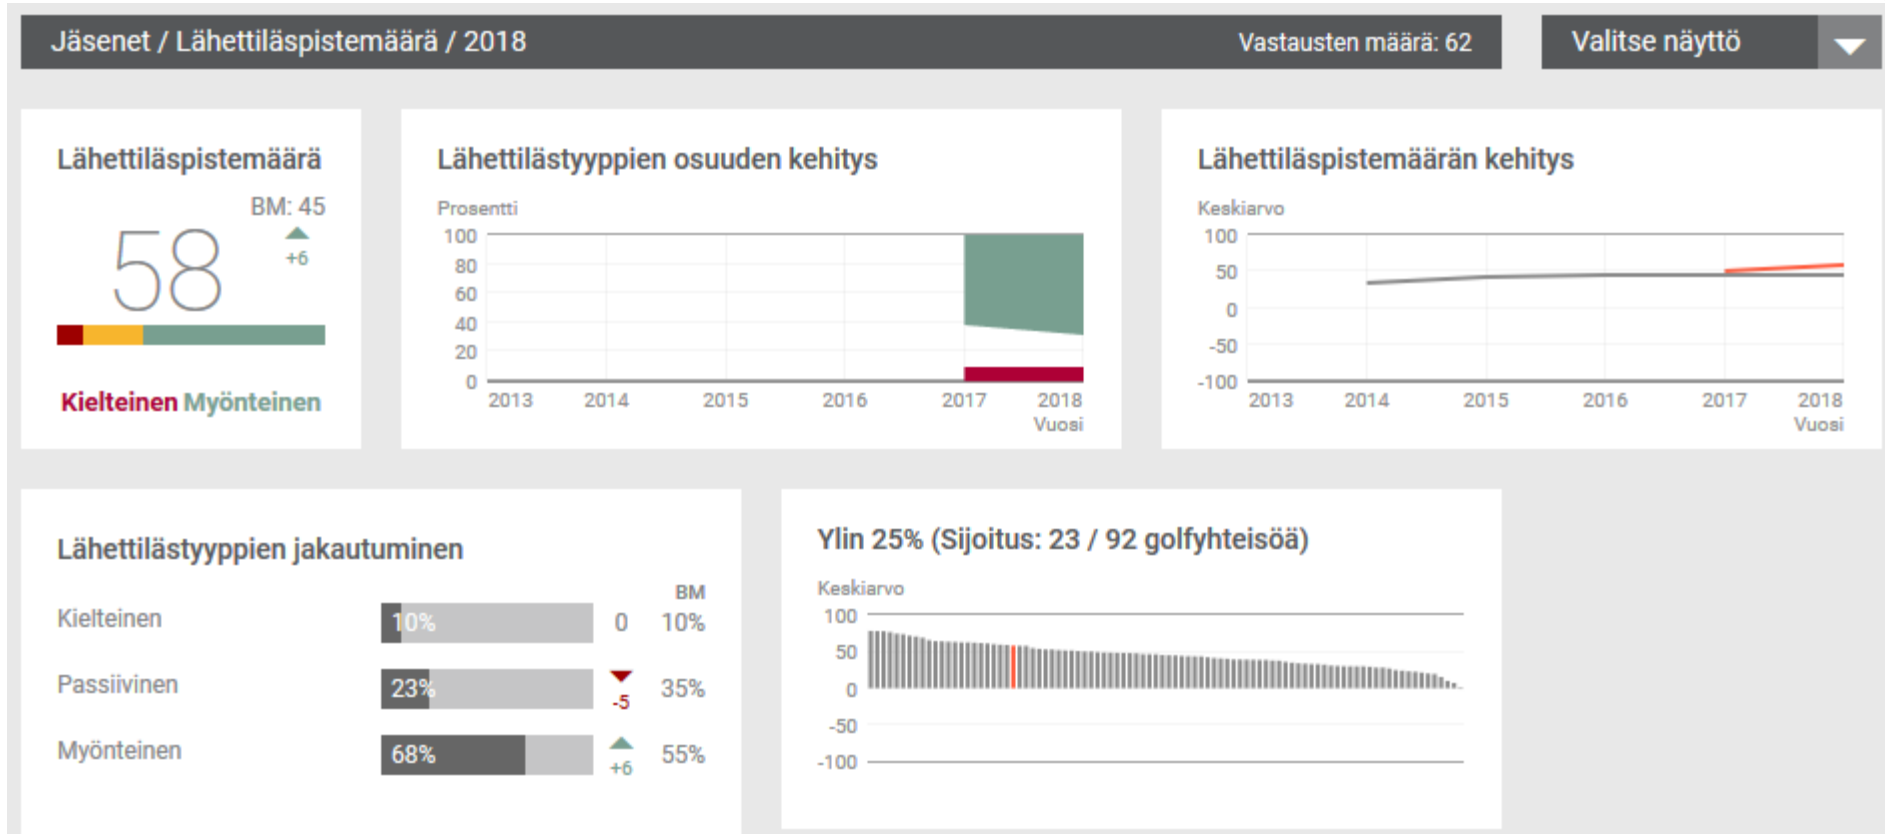 Jäsenet / Lähettiläspistemäärä / 2018
Vastausten määrä: 62
Valitse näyttö
Lähettiläspistemäärä
BM: 45
58
+6
Kielteinen Myönteinen
Lähettilästyyppien osuuden kehitys
Prosentti
100
80
60
40
20
0
2013 2014 2015 2016 2017 2018
Vuosi
Lähettiläspistemäärän kehitys
Keskiarvo
100
50
0
-50
-100
2013 2014 2015 2016 2017 2018
Vuosi
Lähettilästyyppien jakautuminen
BM
Kielteinen 10% 0 10%
Passiivinen 23% -5 35%
Myönteinen 68% +6 55%
Ylin 25% (Sijoitus: 23 / 92 golfyhteisöä)
Keskiarvo
100
50
0
-50
-100